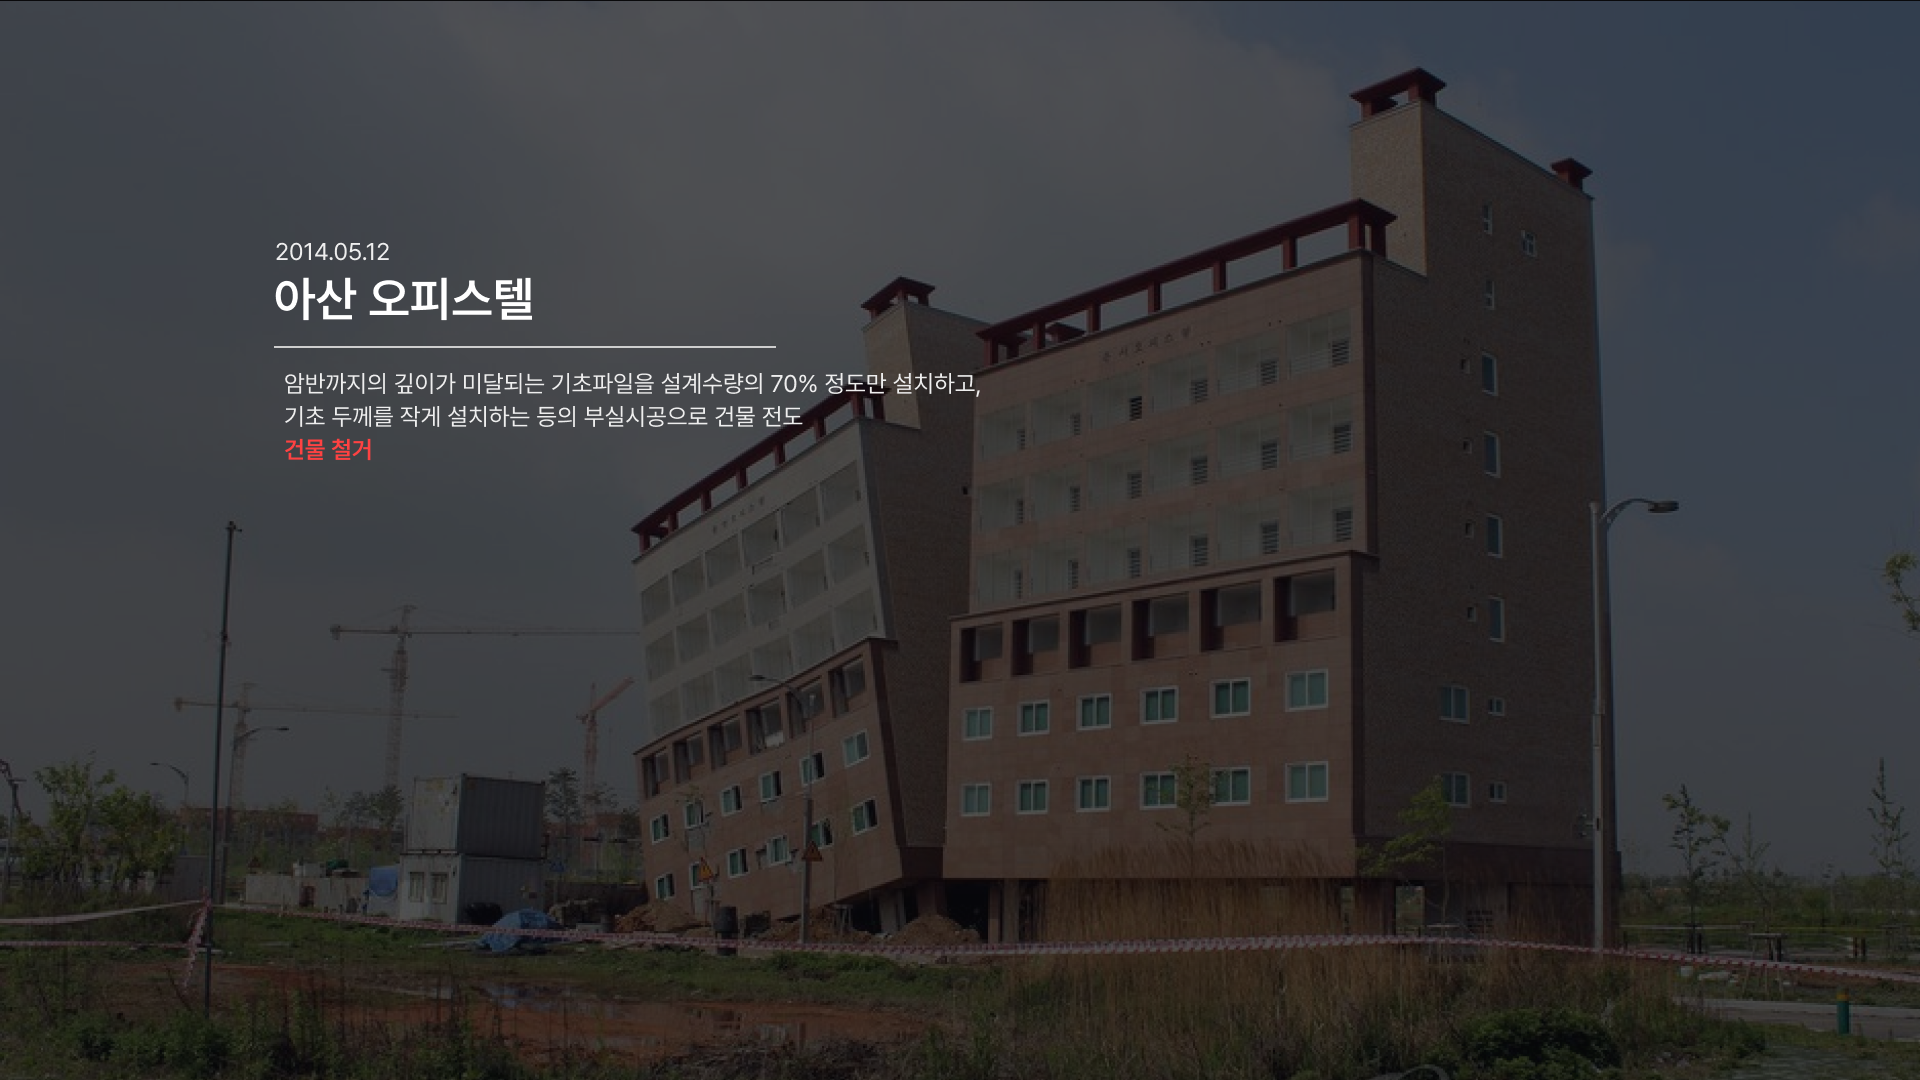 2014.05.12
아산 오피스텔
암반까지의 깊이가 미달되는 기초파일을 설계수량의 70% 정도만 설치하고,
기초 두께를 작게 설치하는 등의 부실시공으로 건물 전도
건물 철거